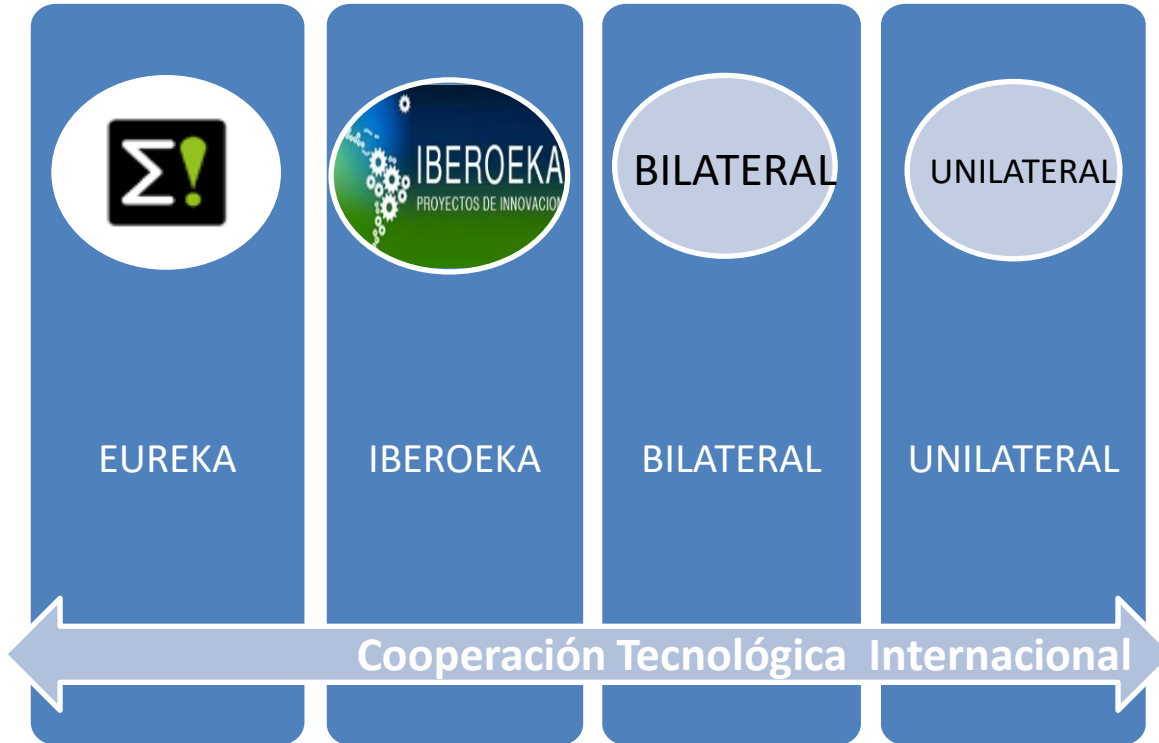 Σ!
IBEROEKA
PROYECTOS DE INNOVACION
BILATERAL
UNILATERAL
EUREKA
IBEROEKA
BILATERAL
UNILATERAL
Cooperación Tecnológica Internacional